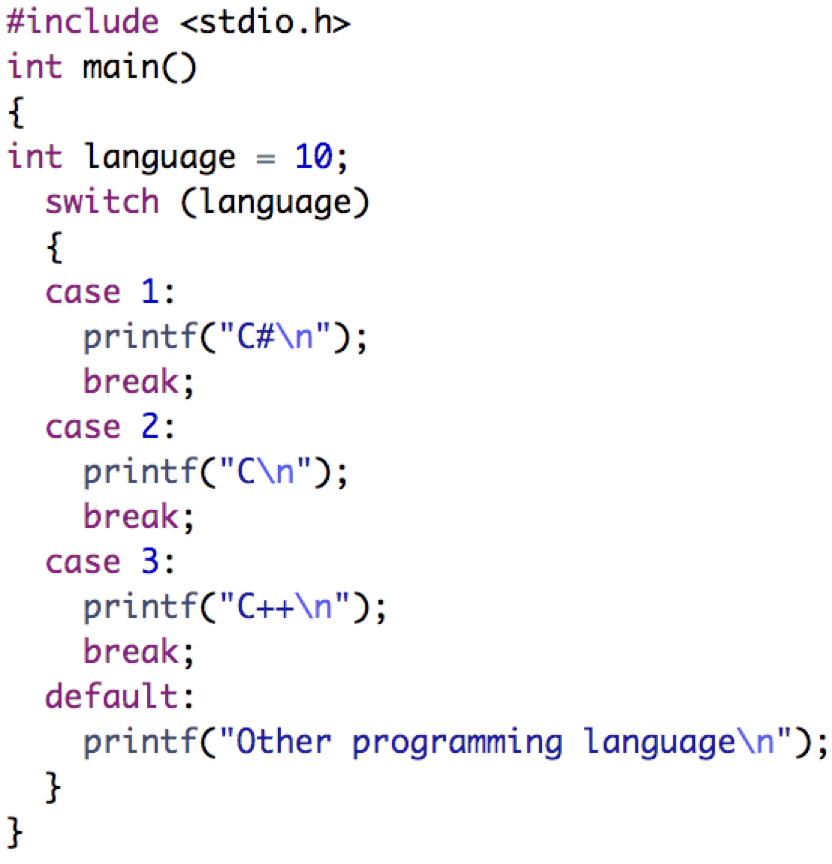 #include <stdio.h>
int main()
{
int language = 10;
  switch (language)
  {
  case 1:
    printf("C#\n");
    break;
  case 2:
    printf("C\n");
    break;
  case 3:
    printf("C++\n");
    break;
  default:
    printf("Other programming language\n");
  }
}